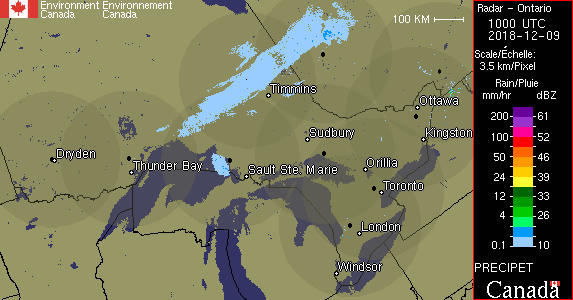 Environment Environnement
Canada Canada
100 KM
Timmins
Ottawa
Sudbury
Kingston
Dryden
Thunder Bay
Sault Ste. Marie
Orillia
Toronto
London
Windsor
Radar - Ontario
1000 UTC
2018-12-09
Scale/Échelle:
3.5 km/Pixel
Rain/Pluie
mm/hr dBZ
200 61
100 52
50 46
24 39
12 33
4 26
0.1 10
PRECIPET
Canada